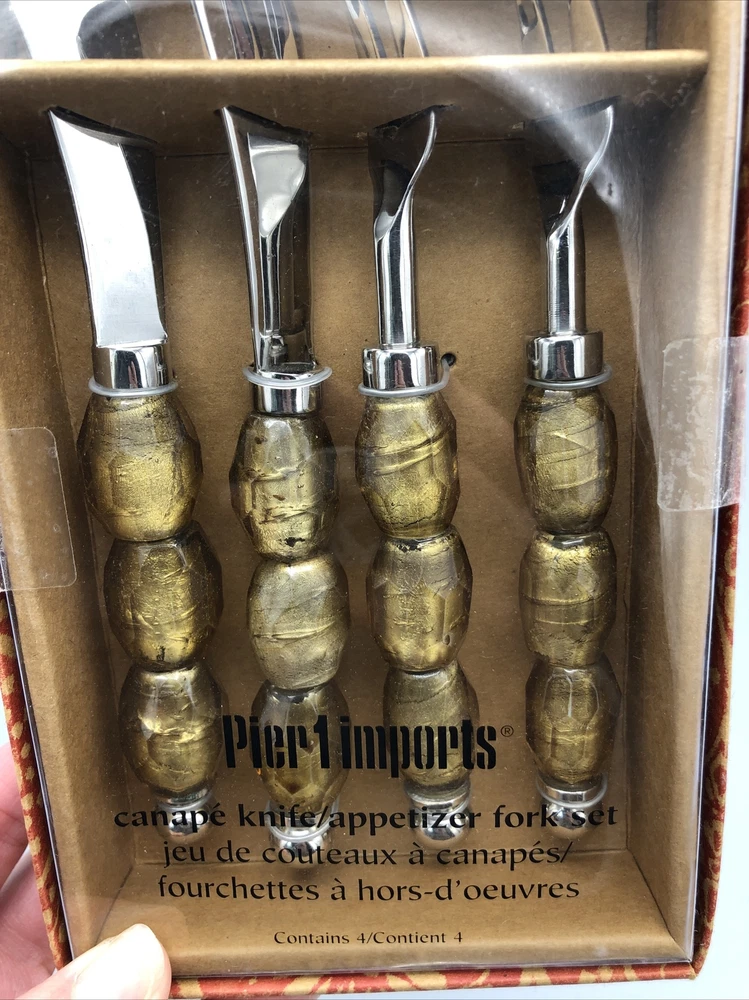 Pier1imports®
canapé knife/appetizer fork set
jeu de couteaux à canapés/
fourchettes à hors-d'oeuvres
Contains 4/Contient 4